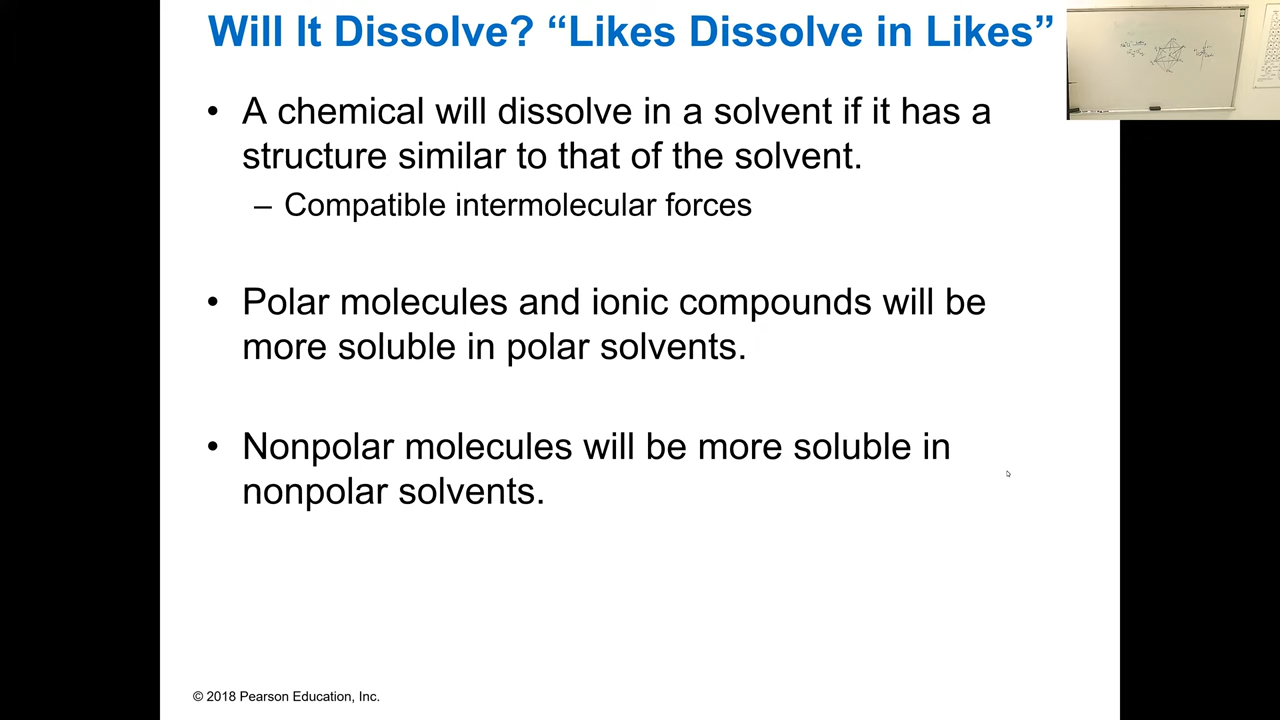 Will It Dissolve? “Likes Dissolve in Likes”
• A chemical will dissolve in a solvent if it has a
structure similar to that of the solvent.
– Compatible intermolecular forces
• Polar molecules and ionic compounds will be
more soluble in polar solvents.
• Nonpolar molecules will be more soluble in
nonpolar solvents.
© 2018 Pearson Education, Inc.